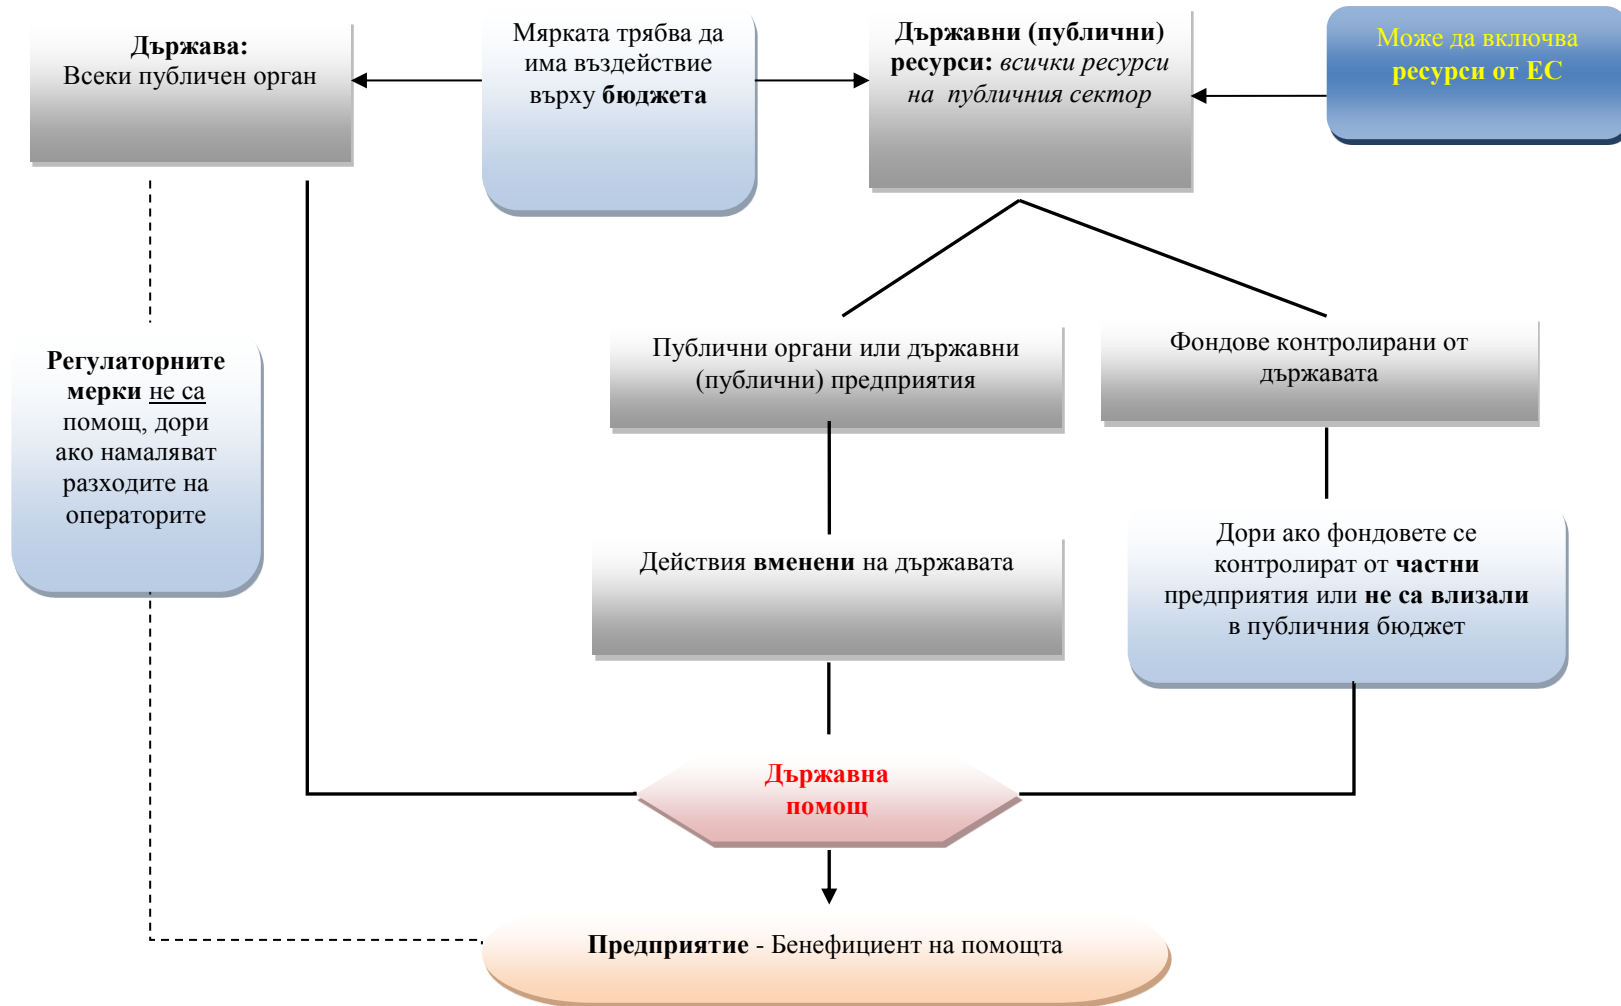 Държава:
Всеки публичен орган
Мярката трябва да
има въздействие
върху бюджета
Държавни (публични)
ресурси: всички ресурси
на публичния сектор
Може да включва
ресурси от ЕС
Регулаторните
мерки не са
помощ, дори
ако намаляват
разходите на
операторите
Публични органи или държавни
(публични) предприятия
Фондове контролирани от
държавата
Действия вменени на държавата
Дори ако фондовете се
контролират от частни
предприятия или не са влизали
в публичния бюджет
Държавна
помощ
Предприятие - Бенефициент на помощта